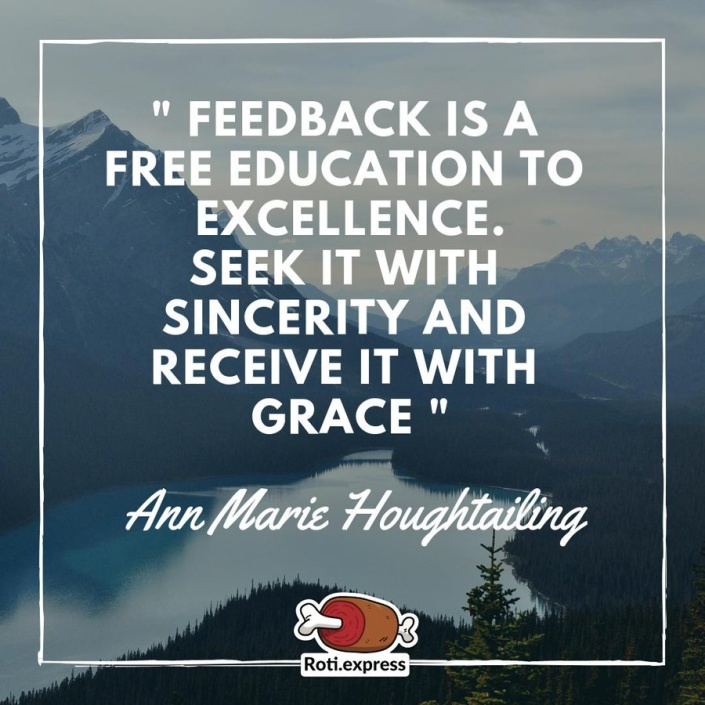 " FEEDBACK IS A
FREE EDUCATION TO
EXCELLENCE.
SEEK IT WITH
SINCERITY AND
RECEIVE IT WITH
GRACE "
Ann Marie Houghtailing
Roti.express